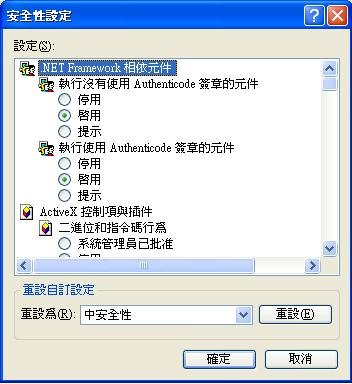 安全性設定
設定(S):
.NET Framework 相依元件
執行沒有使用 Authenticode 簽章的元件
停用
啓用
提示
執行使用 Authenticode 簽章的元件
停用
啓用
提示
ActiveX 控制項與插件
二進位和指令碼行為
系統管理員已批准
重設自訂設定
重設為(R): 中安全性 重設(E)
確定 取消